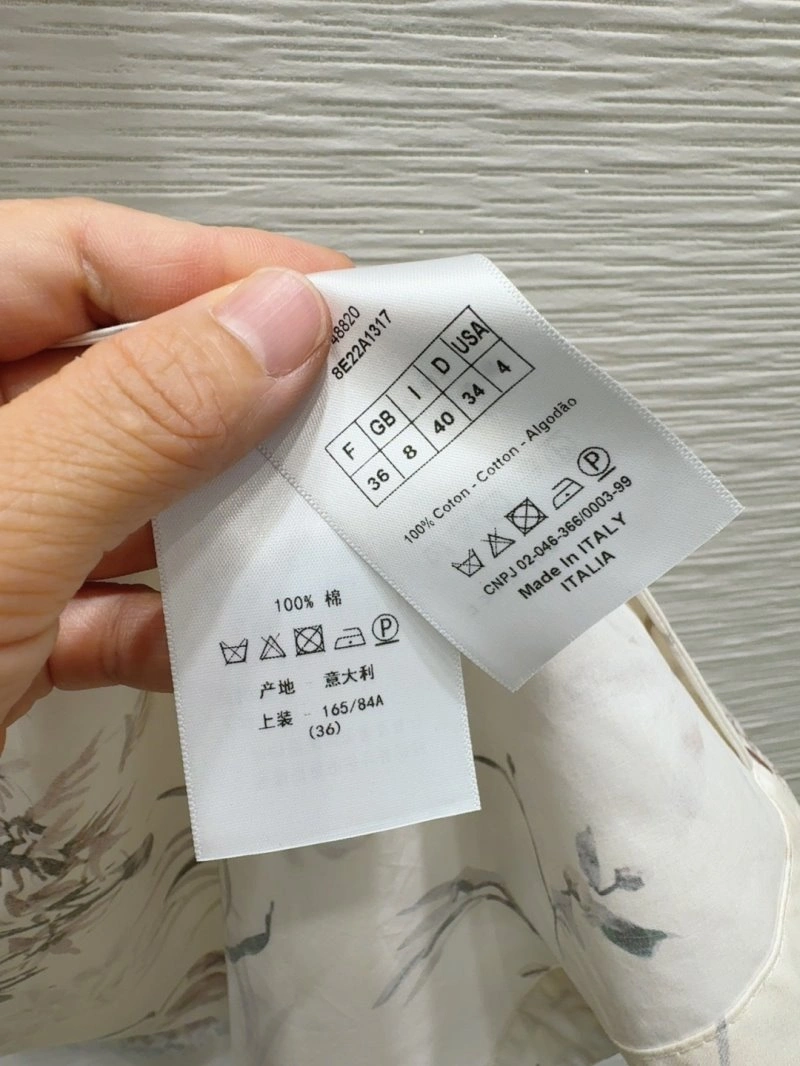 48820
8E22A1317
F GB I D USA
36 8 40 34 4
100% Coton - Cotton - Algodão
P
CNPJ 02-046-366/0003-99
Made In ITALY
ITALIA
100% 棉
P
产地 意大利
上装 165/84A
(36)